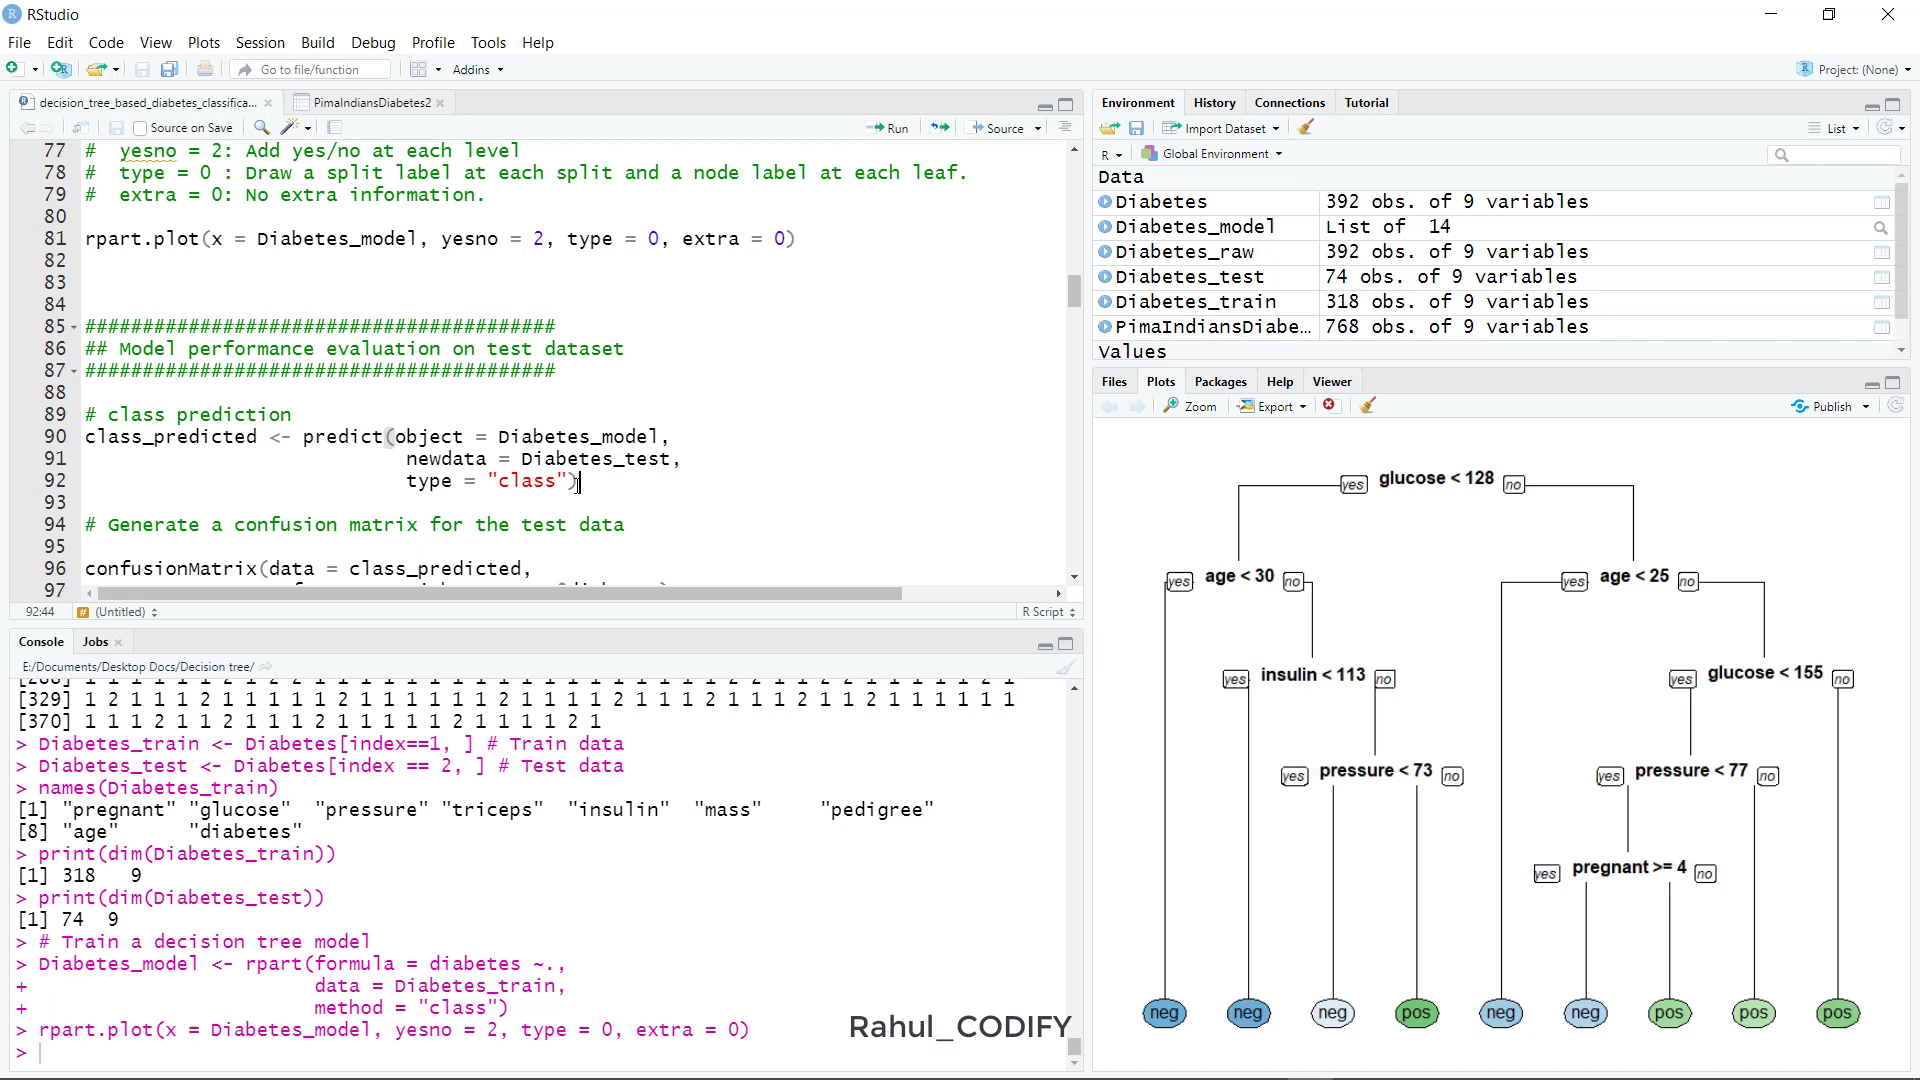 RStudio
File Edit Code View Plots Session Build Debug Profile Tools Help
Go to file/function Addins Project: (None)
decision_tree_based_diabetes_classifica... PimaIndiansDiabetes2
Source on Save Run Source
77 # yesno = 2: Add yes/no at each level
78 # type = 0 : Draw a split label at each split and a node label at each leaf.
79 # extra = 0: No extra information.
80
81 rpart.plot(x = Diabetes_model, yesno = 2, type = 0, extra = 0)
82
83
84
85 #########################################
86 ## Model performance evaluation on test dataset
87 #########################################
88
89 # class prediction
90 class_predicted <- predict(object = Diabetes_model,
91 newdata = Diabetes_test,
92 type = "class")
93
94 # Generate a confusion matrix for the test data
95
96 confusionMatrix(data = class_predicted,
97
92:44 (Untitled) R Script
Console Jobs
E:/Documents/Desktop Docs/Decision tree/
[329] 1 2 1 1 1 2 1 1 1 1 1 2 1 1 1 1 1 1 2 1 1 1 1 2 1 1 1 2 1 1 1 2 1 1 2 1 1 1 1 1 1
[370] 1 1 1 2 1 1 2 1 1 1 2 1 1 1 1 1 2 1 1 1 1 2 1
> Diabetes_train <- Diabetes[index==1, ] # Train data
> Diabetes_test <- Diabetes[index == 2, ] # Test data
> names(Diabetes_train)
[1] "pregnant" "glucose" "pressure" "triceps" "insulin" "mass" "pedigree"
[8] "age" "diabetes"
> print(dim(Diabetes_train))
[1] 318 9
> print(dim(Diabetes_test))
[1] 74 9
> # Train a decision tree model
> Diabetes_model <- rpart(formula = diabetes ~.,
+ data = Diabetes_train,
+ method = "class")
> rpart.plot(x = Diabetes_model, yesno = 2, type = 0, extra = 0)
>
Rahul_CODIFY
Environment History Connections Tutorial
Import Dataset List
R Global Environment
Data
Diabetes 392 obs. of 9 variables
Diabetes_model List of 14
Diabetes_raw 392 obs. of 9 variables
Diabetes_test 74 obs. of 9 variables
Diabetes_train 318 obs. of 9 variables
PimaIndiansDiabe... 768 obs. of 9 variables
Values
Files Plots Packages Help Viewer
Zoom Export Publish
yes glucose < 128 no
yes age < 30 no yes age < 25 no
yes insulin < 113 no yes glucose < 155 no
yes pressure < 73 no yes pressure < 77 no
yes pregnant >= 4 no
neg neg neg pos neg neg pos pos pos